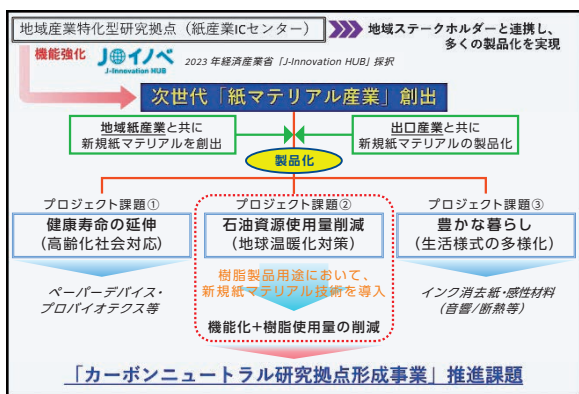 地域産業特化型研究拠点（紙産業ICセンター）
地域ステークホルダーと連携し、
多くの製品化を実現
機能強化
J イノベ
J-Innovation HUB
2023 年経済産業省「J-Innovation HUB」採択
次世代「紙マテリアル産業」創出
地域紙産業と共に
新規紙マテリアルを創出
出口産業と共に
新規紙マテリアルの製品化
製品化
プロジェクト課題①
健康寿命の延伸
(高齢化社会対応)
ペーパーデバイス・
プロバイオテクス等
プロジェクト課題②
石油資源使用量削減
(地球温暖化対策)
樹脂製品用途において、
新規紙マテリアル技術を導入
機能化＋樹脂使用量の削減
プロジェクト課題③
豊かな暮らし
(生活様式の多様化)
インク消去紙・感性材料
（音響/断熱等）
「カーボンニュートラル研究拠点形成事業」推進課題